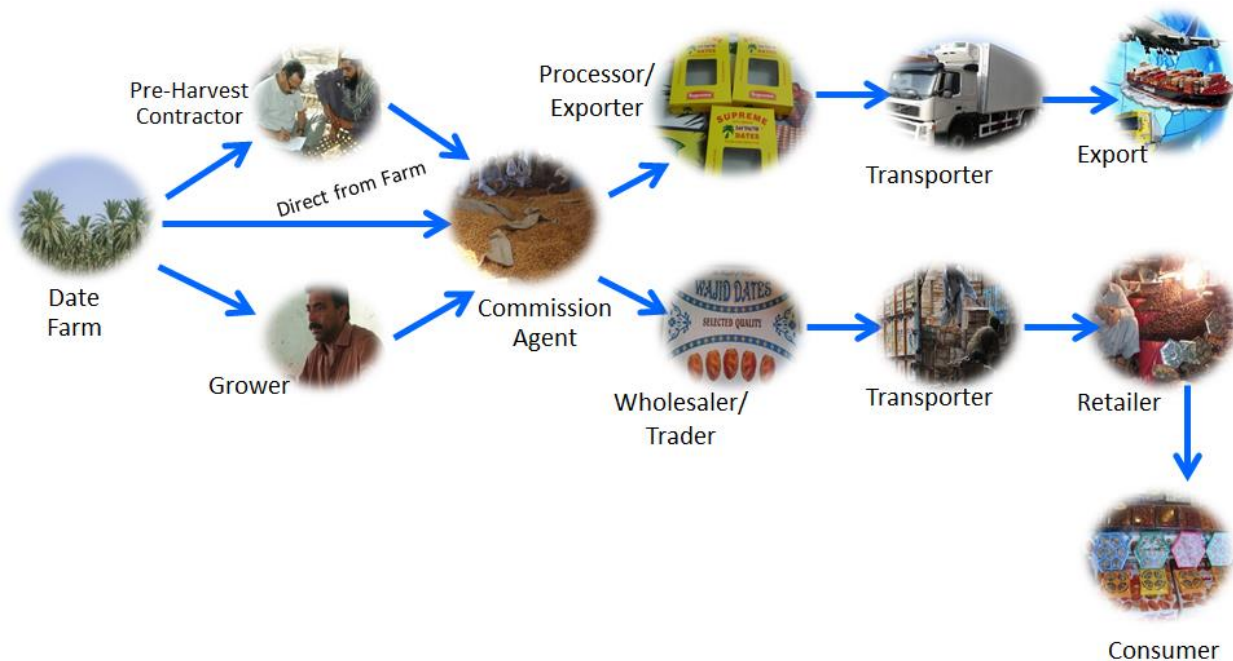 Pre-Harvest
Contractor
Date
Farm
Grower
Direct from Farm
Commission
Agent
Processor/
Exporter
SUPREME
DATES
Supreme
Transporter
Export
WAJID DATES
SELECTED QUALITY
Wholesaler/
Trader
Transporter
Retailer
Consumer